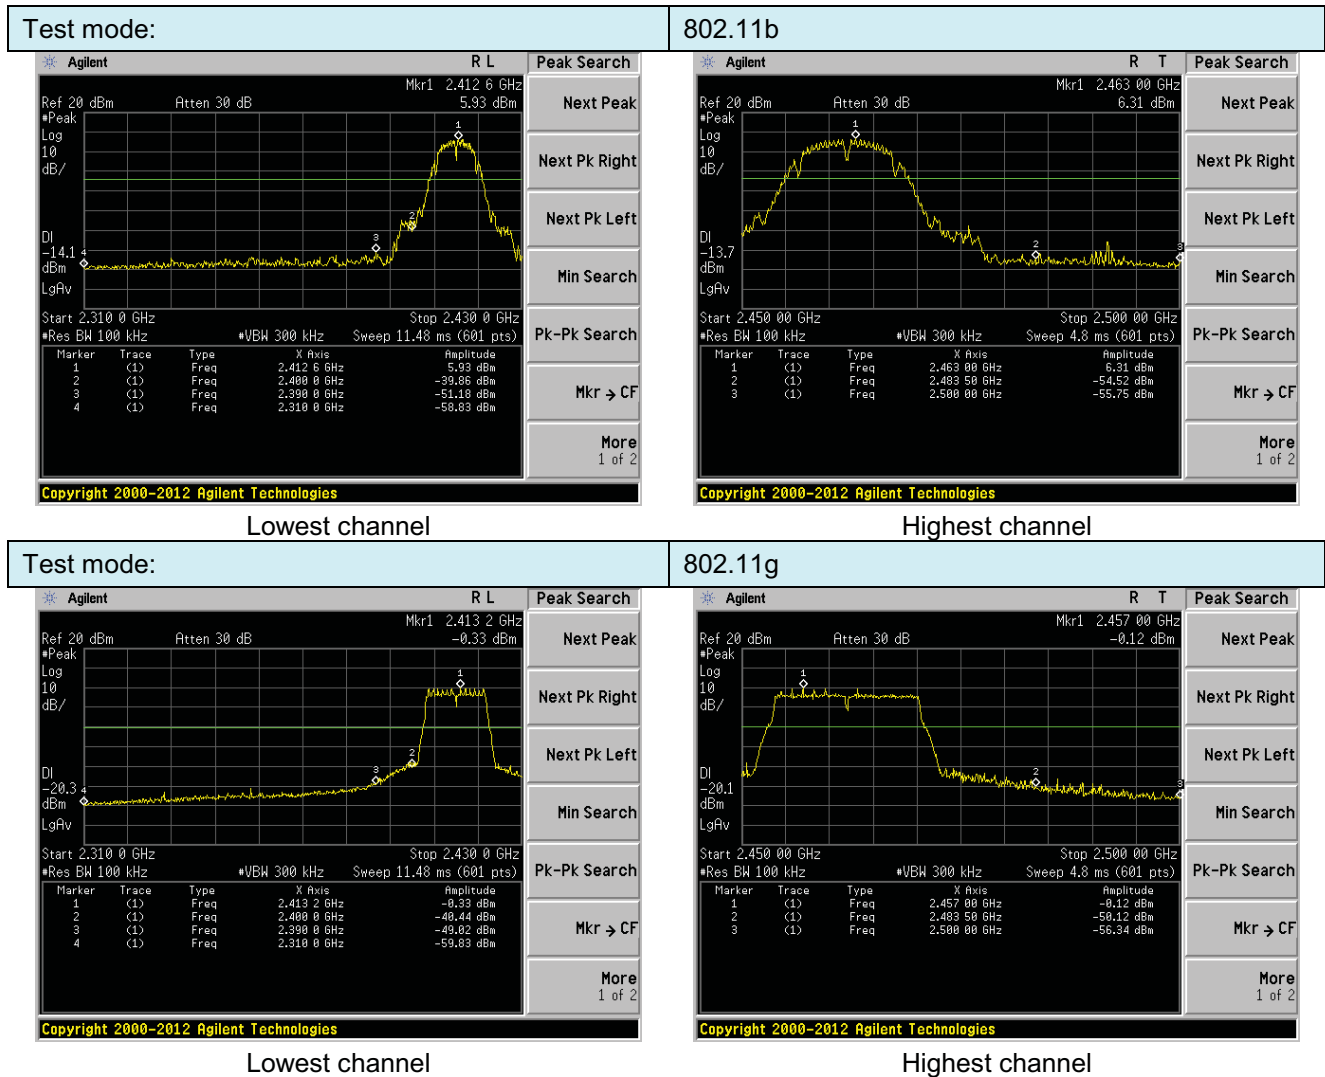 Test mode: 802.11b
Agilent R L Peak Search
Mkr1 2.412 6 GHz
Ref 20 dBm Atten 30 dB 5.93 dBm
#Peak
Log
10
dB/
1
2
3
4
DI
-14.1
dBm
LgAv
Start 2.310 0 GHz Stop 2.430 0 GHz
#Res BW 100 kHz #VBW 300 kHz Sweep 11.48 ms (601 pts)
Marker Trace Type X Axis Amplitude
1 (1) Freq 2.412 6 GHz 5.93 dBm
2 (1) Freq 2.400 0 GHz -39.86 dBm
3 (1) Freq 2.390 0 GHz -51.18 dBm
4 (1) Freq 2.310 0 GHz -58.83 dBm
Next Peak
Next Pk Right
Next Pk Left
Min Search
Pk-Pk Search
Mkr → CF
More
1 of 2
Copyright 2000-2012 Agilent Technologies
Lowest channel
Agilent R T Peak Search
Mkr1 2.463 00 GHz
Ref 20 dBm Atten 30 dB 6.31 dBm
#Peak
Log
10
dB/
1
2
3
DI
-13.7
dBm
LgAv
Start 2.450 00 GHz Stop 2.500 00 GHz
#Res BW 100 kHz #VBW 300 kHz Sweep 4.8 ms (601 pts)
Marker Trace Type X Axis Amplitude
1 (1) Freq 2.463 00 GHz 6.31 dBm
2 (1) Freq 2.483 50 GHz -54.52 dBm
3 (1) Freq 2.500 00 GHz -55.75 dBm
Next Peak
Next Pk Right
Next Pk Left
Min Search
Pk-Pk Search
Mkr → CF
More
1 of 2
Copyright 2000-2012 Agilent Technologies
Highest channel
Test mode: 802.11g
Agilent R L Peak Search
Mkr1 2.413 2 GHz
Ref 20 dBm Atten 30 dB -0.33 dBm
#Peak
Log
10
dB/
1
2
3
4
DI
-20.3
dBm
LgAv
Start 2.310 0 GHz Stop 2.430 0 GHz
#Res BW 100 kHz #VBW 300 kHz Sweep 11.48 ms (601 pts)
Marker Trace Type X Axis Amplitude
1 (1) Freq 2.413 2 GHz -0.33 dBm
2 (1) Freq 2.400 0 GHz -40.44 dBm
3 (1) Freq 2.390 0 GHz -49.02 dBm
4 (1) Freq 2.310 0 GHz -59.83 dBm
Next Peak
Next Pk Right
Next Pk Left
Min Search
Pk-Pk Search
Mkr → CF
More
1 of 2
Copyright 2000-2012 Agilent Technologies
Lowest channel
Agilent R T Peak Search
Mkr1 2.457 00 GHz
Ref 20 dBm Atten 30 dB -0.12 dBm
#Peak
Log
10
dB/
1
2
3
DI
-20.1
dBm
LgAv
Start 2.450 00 GHz Stop 2.500 00 GHz
#Res BW 100 kHz #VBW 300 kHz Sweep 4.8 ms (601 pts)
Marker Trace Type X Axis Amplitude
1 (1) Freq 2.457 00 GHz -0.12 dBm
2 (1) Freq 2.483 50 GHz -50.12 dBm
3 (1) Freq 2.500 00 GHz -56.34 dBm
Next Peak
Next Pk Right
Next Pk Left
Min Search
Pk-Pk Search
Mkr → CF
More
1 of 2
Copyright 2000-2012 Agilent Technologies
Highest channel